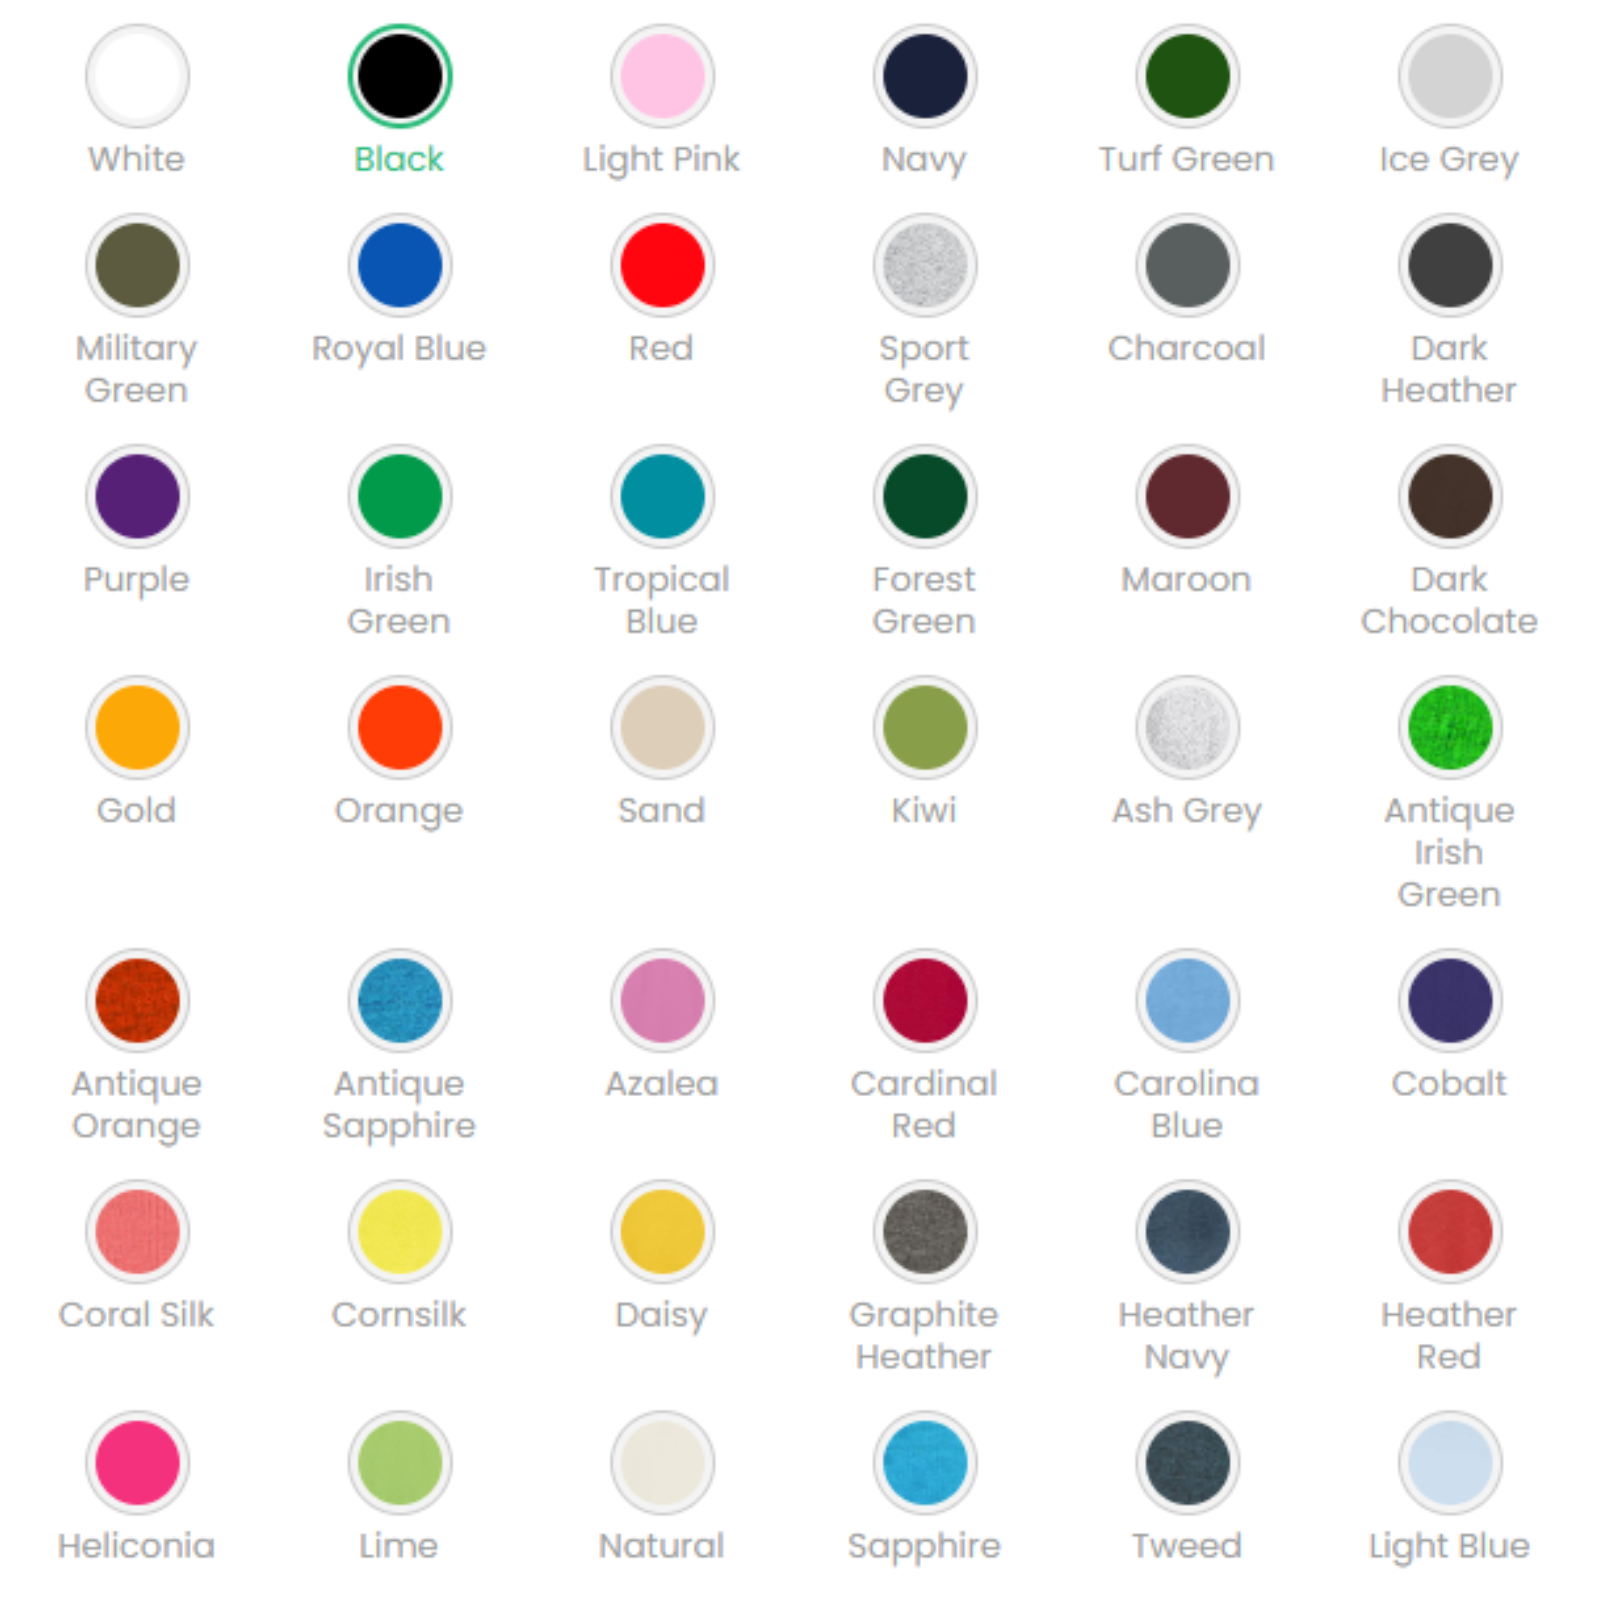 White
Black
Light Pink
Navy
Turf Green
Ice Grey
Military
Green
Royal Blue
Red
Sport
Grey
Charcoal
Dark
Heather
Purple
Irish
Green
Tropical
Blue
Forest
Green
Maroon
Dark
Chocolate
Gold
Orange
Sand
Kiwi
Ash Grey
Antique
Irish
Green
Antique
Orange
Antique
Sapphire
Azalea
Cardinal
Red
Carolina
Blue
Cobalt
Coral Silk
Cornsilk
Daisy
Graphite
Heather
Heather
Navy
Heather
Red
Heliconia
Lime
Natural
Sapphire
Tweed
Light Blue